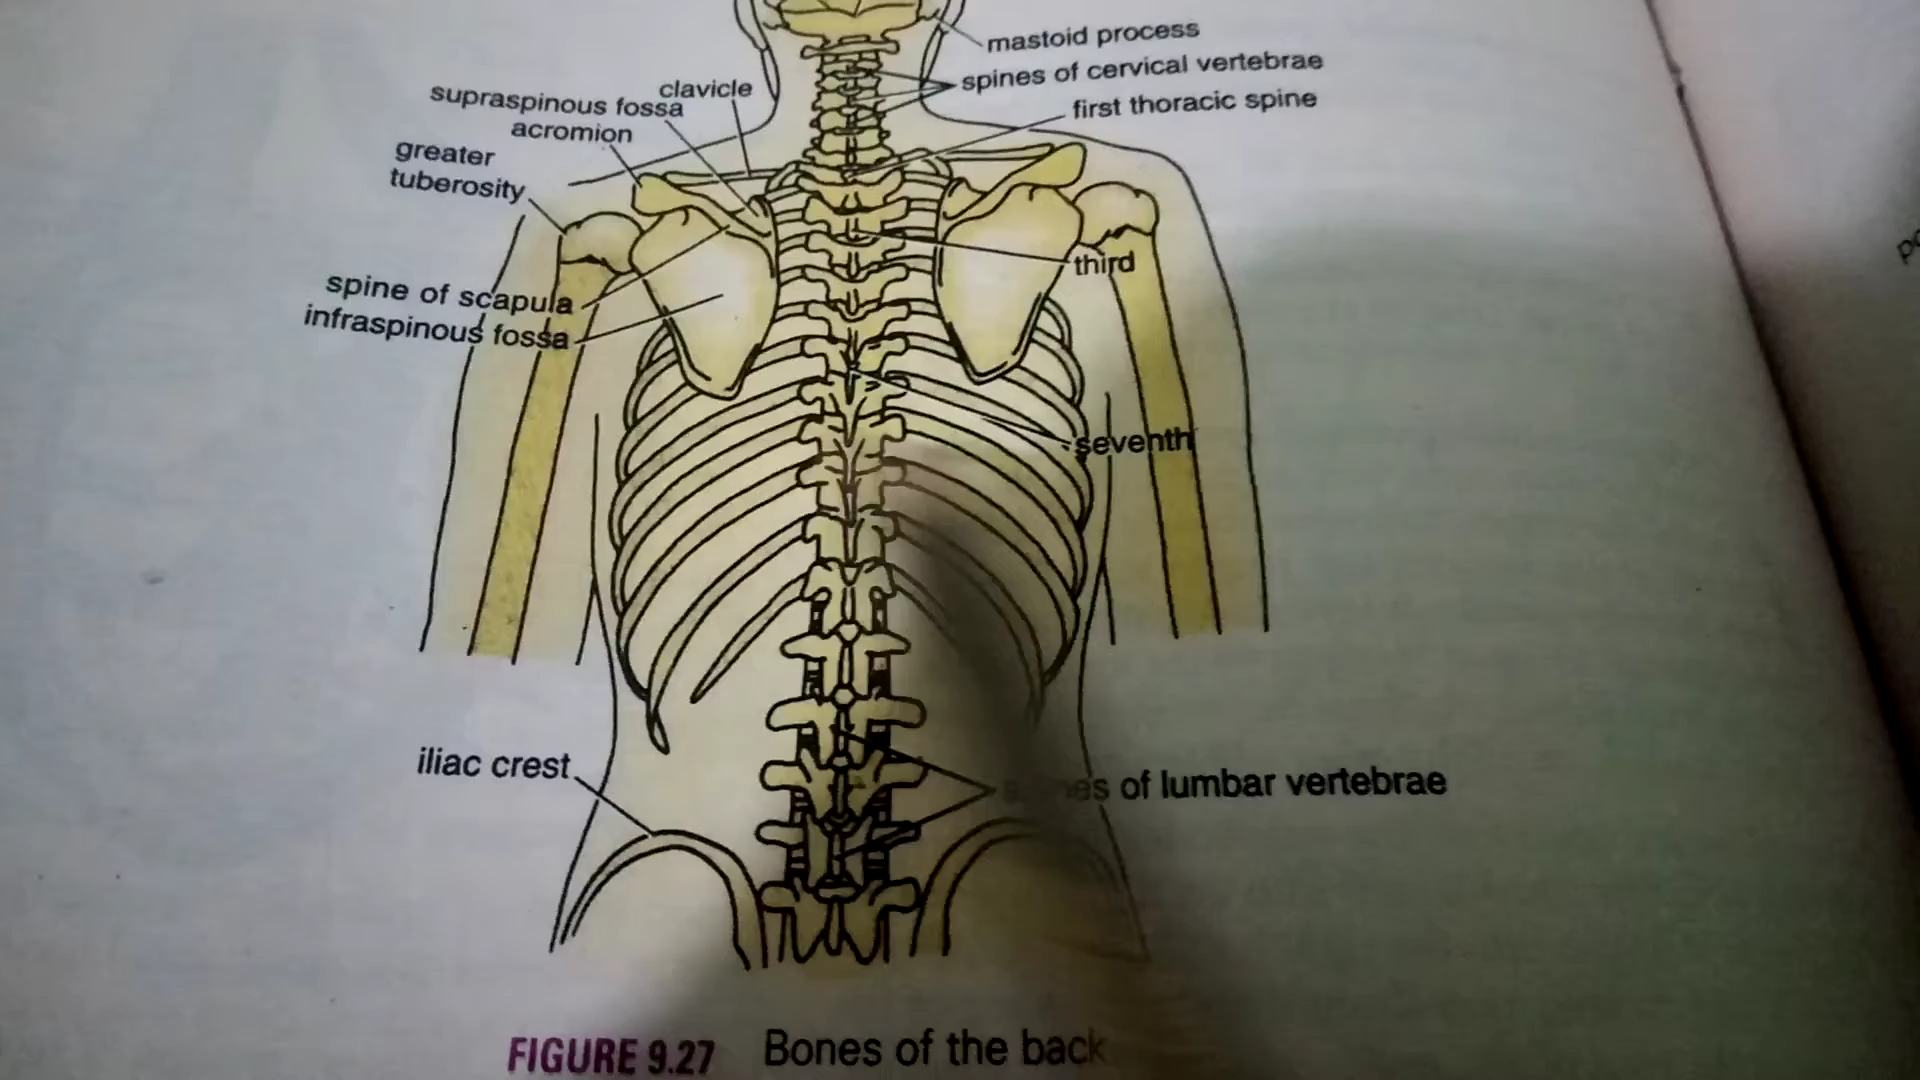 mastoid process
spines of cervical vertebrae
first thoracic spine
clavicle
supraspinous fossa
acromion
greater
tuberosity
spine of scapula
infraspinous fossa
third
seventh
iliac crest
of lumbar vertebrae
FIGURE 9.27 Bones of the back